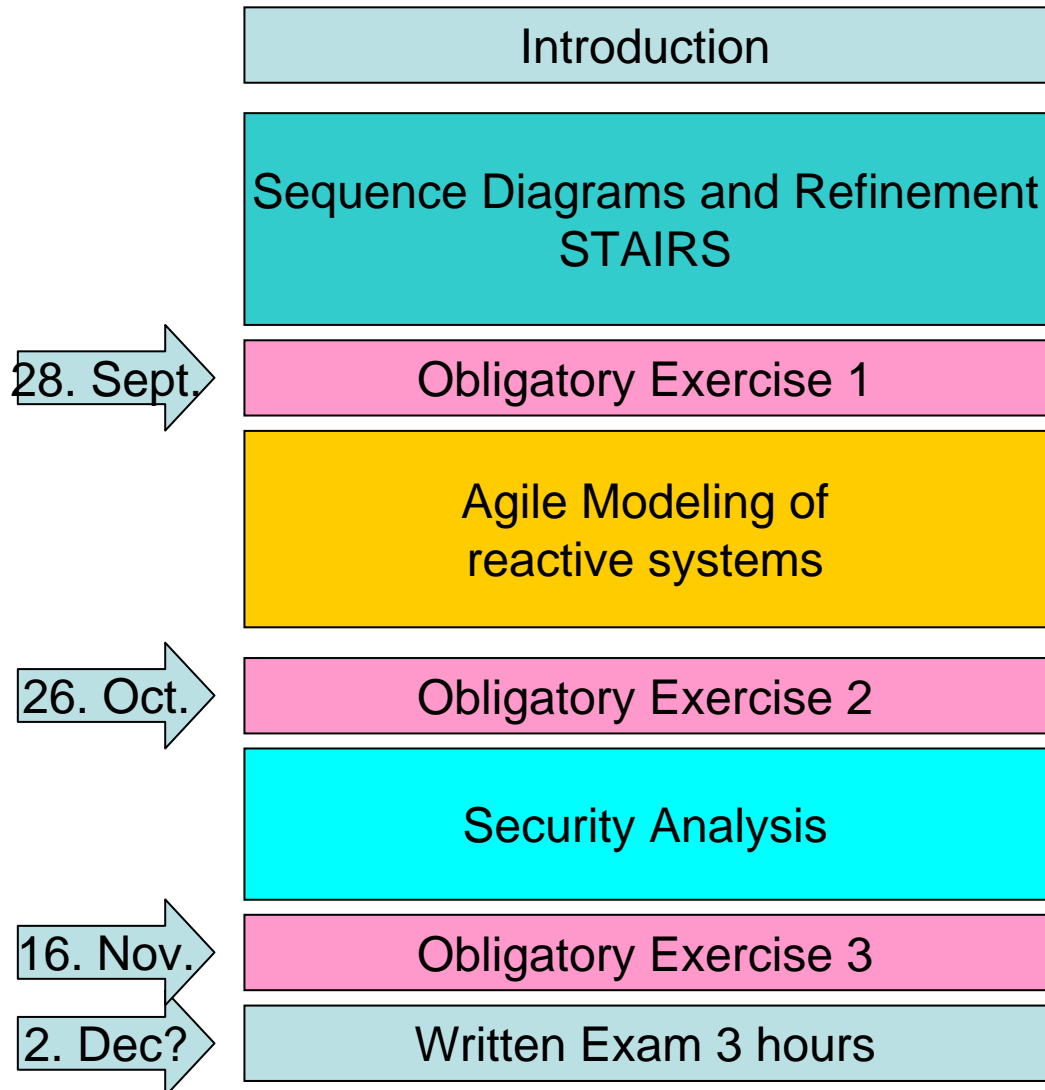 Introduction
Sequence Diagrams and Refinement
STAIRS
28. Sept.
Obligatory Exercise 1
Agile Modeling of
reactive systems
26. Oct.
Obligatory Exercise 2
Security Analysis
16. Nov.
Obligatory Exercise 3
2. Dec?
Written Exam 3 hours